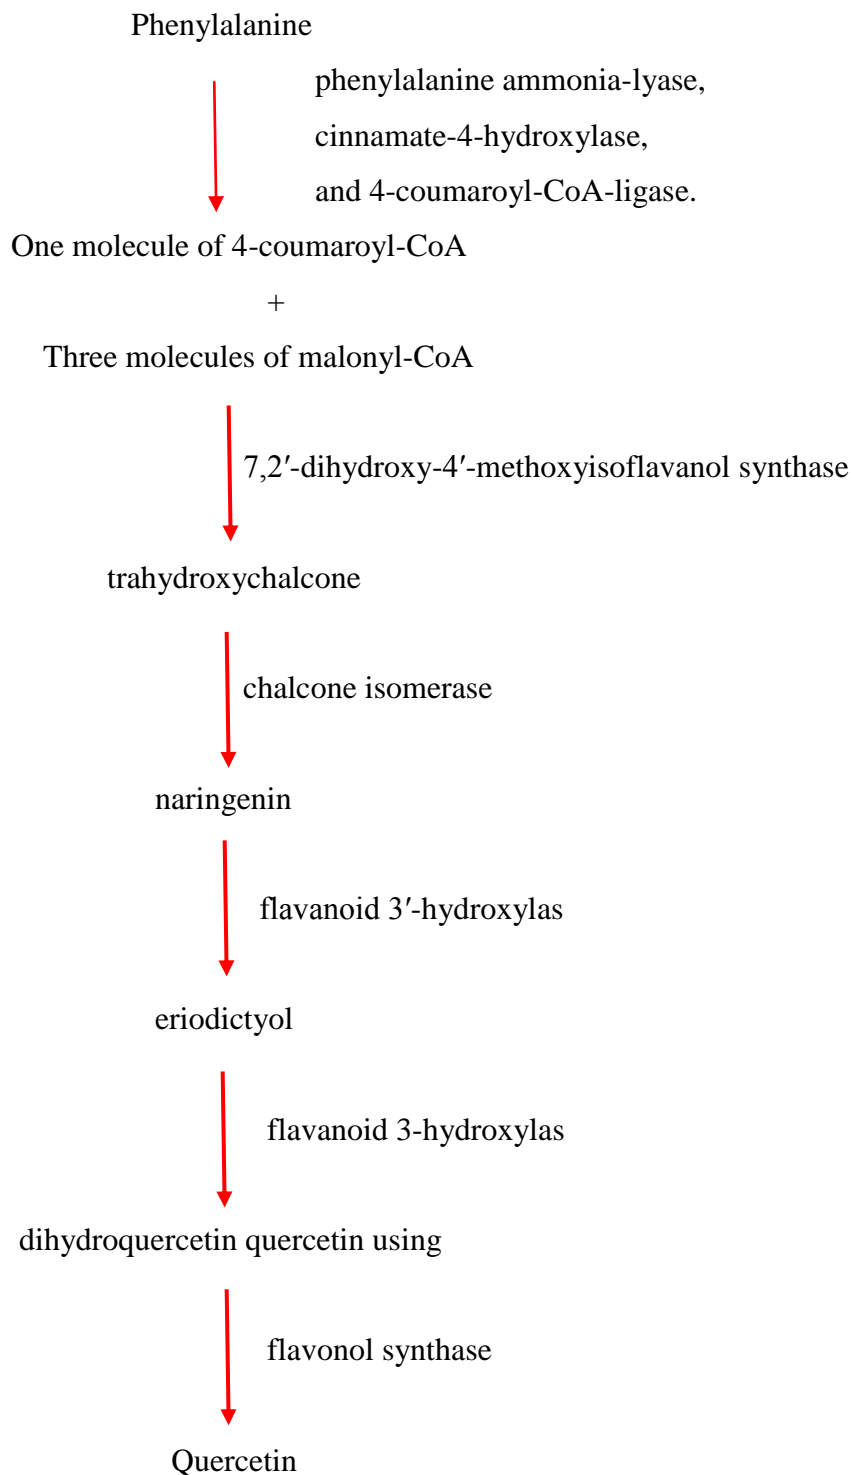 Phenylalanine
phenylalanine ammonia-lyase,
cinnamate-4-hydroxylase,
and 4-coumaroyl-CoA-ligase.
One molecule of 4-coumaroyl-CoA
+
Three molecules of malonyl-CoA
7,2′-dihydroxy-4′-methoxyisoflavanol synthase
trahydroxychalcone
chalcone isomerase
naringenin
flavanoid 3′-hydroxylas
eriodictyol
flavanoid 3-hydroxylas
dihydroquercetin quercetin using
flavonol synthase
Quercetin